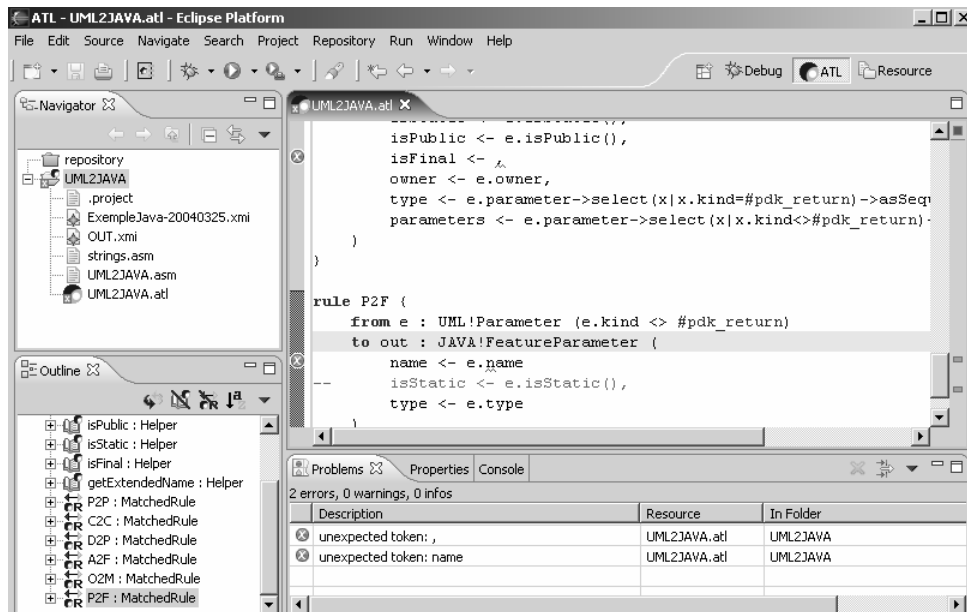 ATL - UML2JAVA.atl - Eclipse Platform
File Edit Source Navigate Search Project Repository Run Window Help
Debug ATL Resource
Navigator
repository
UML2JAVA
.project
ExempleJava-20040325.xmi
OUT.xmi
strings.asm
UML2JAVA.asm
UML2JAVA.atl
Outline
isPublic : Helper
isStatic : Helper
isFinal : Helper
getExtendedName : Helper
P2P : MatchedRule
C2C : MatchedRule
D2P : MatchedRule
A2F : MatchedRule
O2M : MatchedRule
P2F : MatchedRule
UML2JAVA.atl
isPublic <- e.isPublic(),
isFinal <- ,
owner <- e.owner,
type <- e.parameter->select(x|x.kind=#pdk_return)->asSequ
parameters <- e.parameter->select(x|x.kind<>#pdk_return)-
)
}
rule P2F {
from e : UML!Parameter (e.kind <> #pdk_return)
to out : JAVA!FeatureParameter (
name <- e.name
-- isStatic <- e.isStatic(),
type <- e.type
)
Problems Properties Console
2 errors, 0 warnings, 0 infos
Description Resource In Folder
unexpected token: , UML2JAVA.atl UML2JAVA
unexpected token: name UML2JAVA.atl UML2JAVA